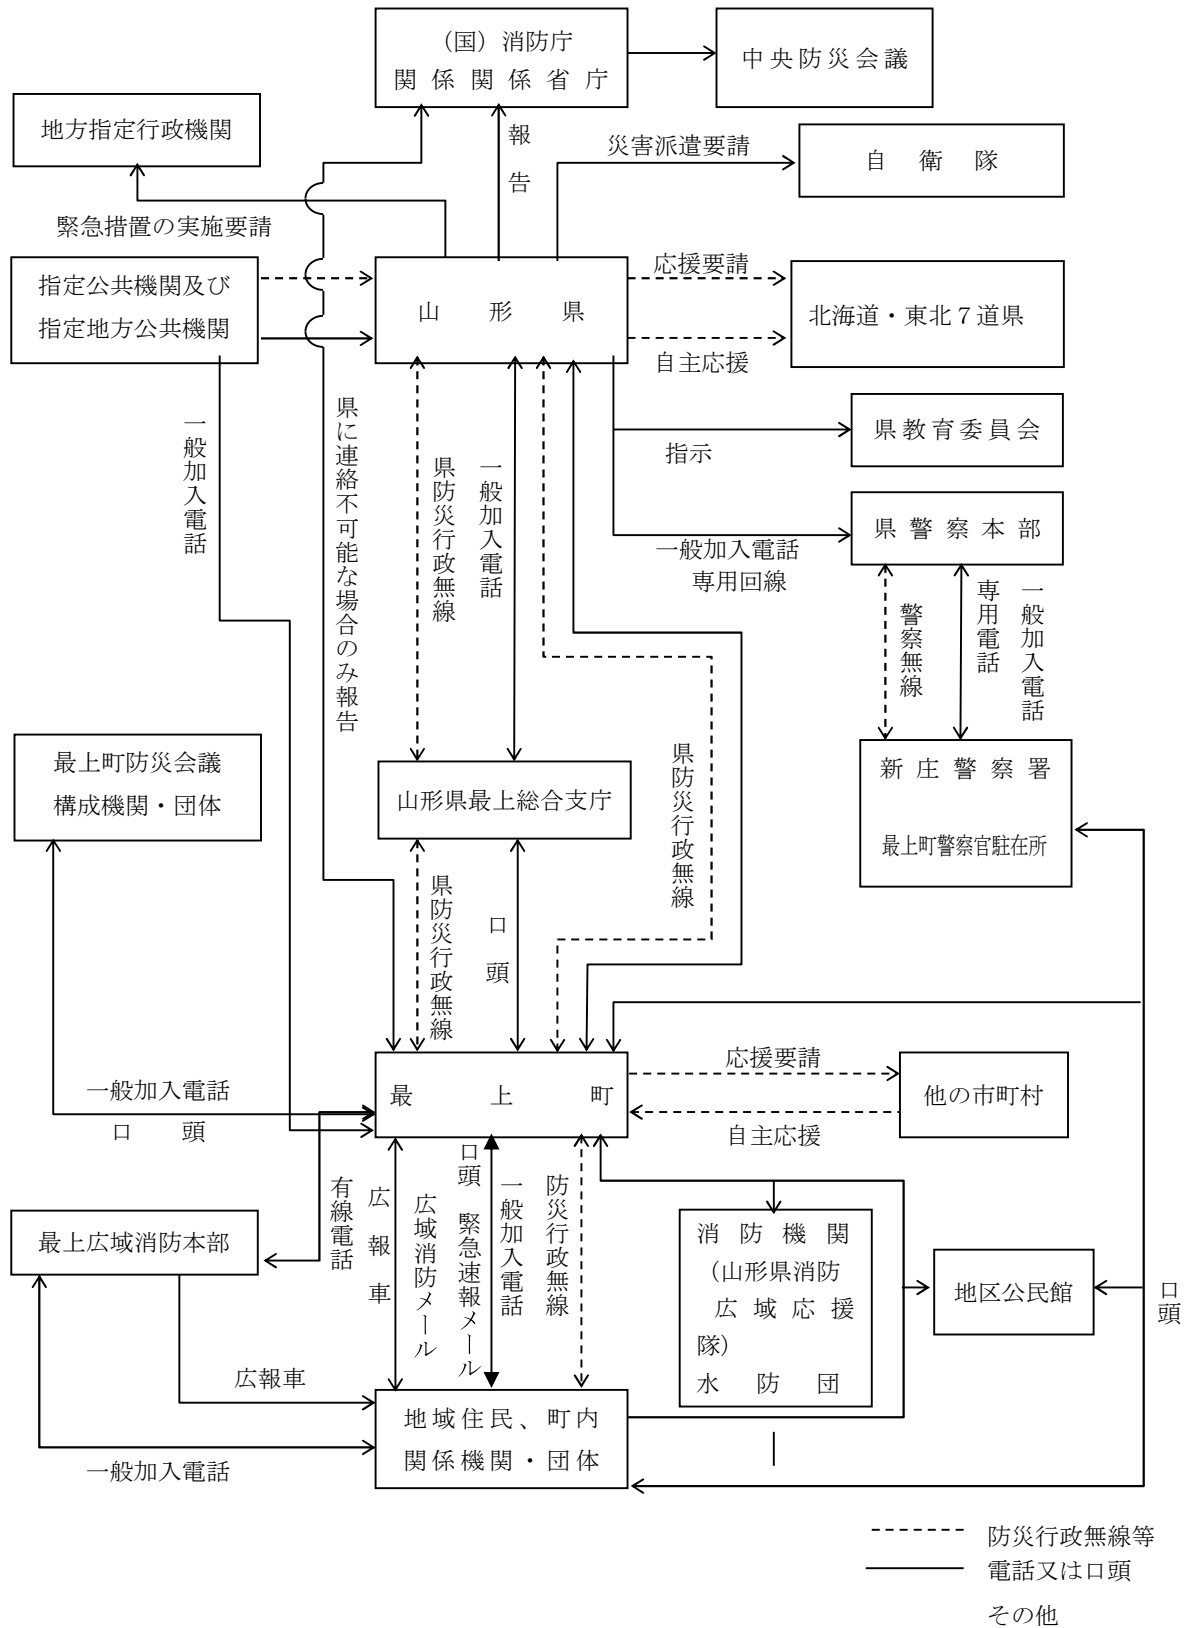 （国）消防庁
関係関係省庁
中央防災会議
地方指定行政機関
報告
災害派遣要請
自衛隊
緊急措置の実施要請
指定公共機関及び
指定地方公共機関
山形県
応援要請
北海道・東北７道県
自主応援
県教育委員会
指示
県警察本部
一般加入電話
専用回線
一般加入電話
県に連絡不可能な場合のみ報告
県防災行政無線
一般加入電話
警察無線
専用電話
一般加入電話
最上町防災会議
構成機関・団体
山形県最上総合支庁
県防災行政無線
新庄警察署
最上町警察官駐在所
県防災行政無線
口頭
最上町
応援要請
他の市町村
自主応援
一般加入電話
口頭
有線電話
広報車
広域消防メール
口頭 緊急速報メール
一般加入電話
防災行政無線
最上広域消防本部
消防機関
（山形県消防
広域応援
隊）
水防団
地区公民館
口頭
広報車
地域住民、町内
関係機関・団体
一般加入電話
防災行政無線等
電話又は口頭
その他